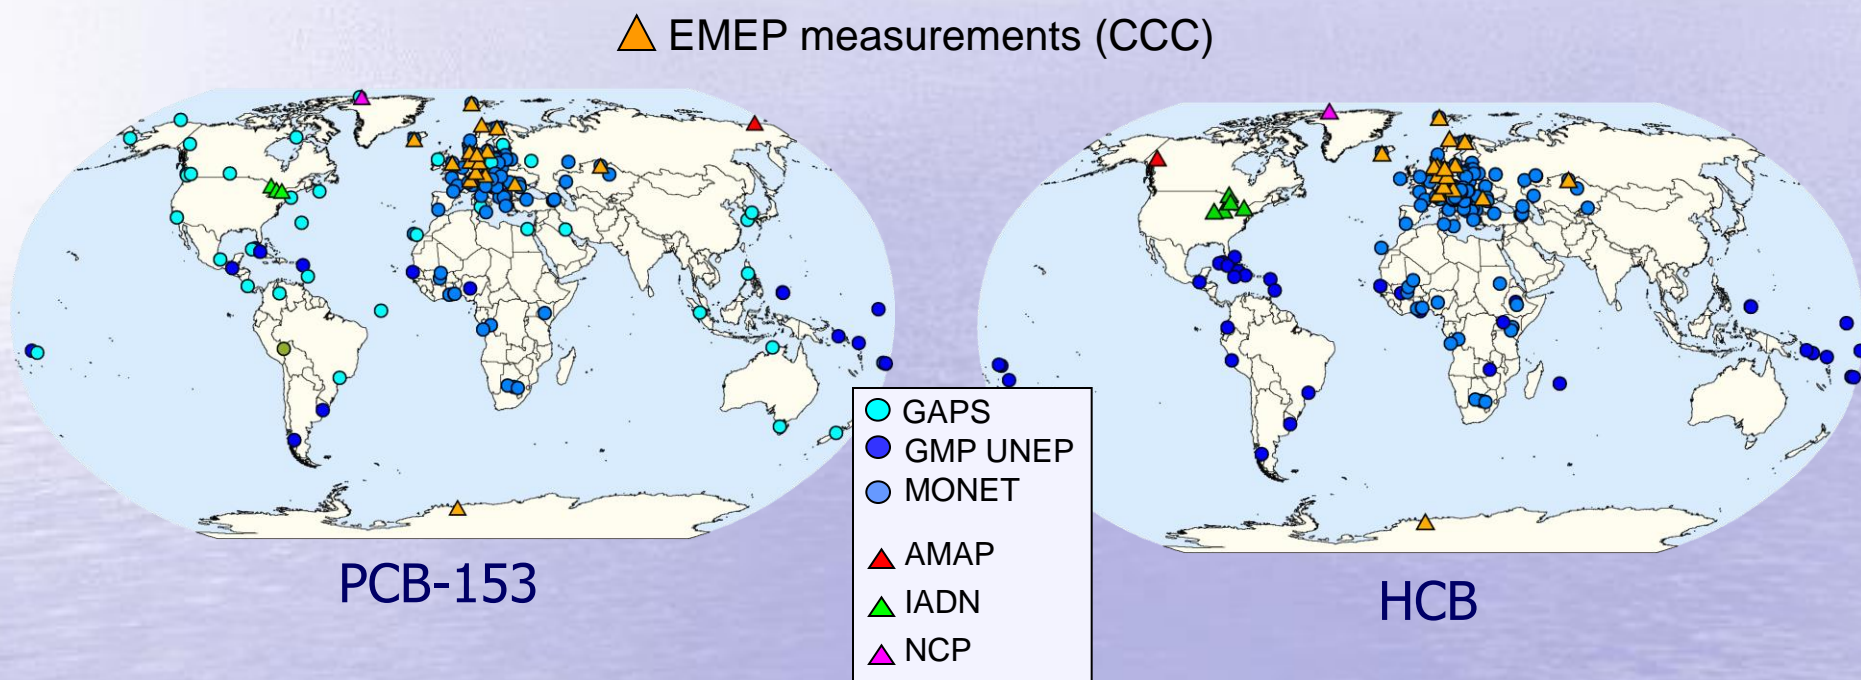 EMEP measurements (CCC)
GAPS
GMP UNEP
MONET
AMAP
IADN
NCP
PCB-153
HCB